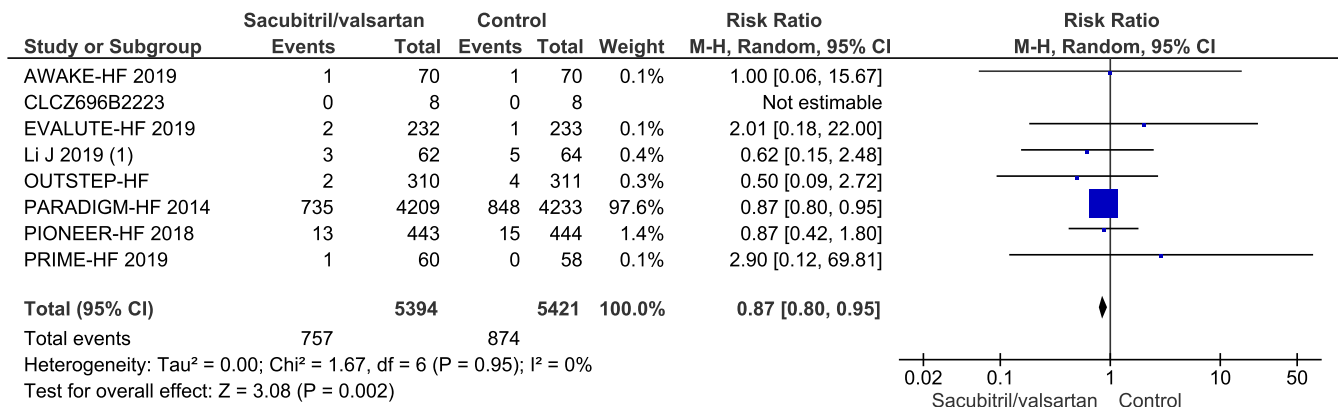 Sacubitril/valsartan Control Risk Ratio Risk Ratio
Study or Subgroup Events Total Events Total Weight M-H, Random, 95% CI M-H, Random, 95% CI
AWAKE-HF 2019 1 70 1 70 0.1% 1.00 [0.06, 15.67]
CLCZ696B2223 0 8 0 8 Not estimable
EVALUTE-HF 2019 2 232 1 233 0.1% 2.01 [0.18, 22.00]
Li J 2019 (1) 3 62 5 64 0.4% 0.62 [0.15, 2.48]
OUTSTEP-HF 2 310 4 311 0.3% 0.50 [0.09, 2.72]
PARADIGM-HF 2014 735 4209 848 4233 97.6% 0.87 [0.80, 0.95]
PIONEER-HF 2018 13 443 15 444 1.4% 0.87 [0.42, 1.80]
PRIME-HF 2019 1 60 0 58 0.1% 2.90 [0.12, 69.81]
Total (95% CI) 5394 5421 100.0% 0.87 [0.80, 0.95]
Total events 757 874
Heterogeneity: Tau² = 0.00; Chi² = 1.67, df = 6 (P = 0.95); I² = 0%
Test for overall effect: Z = 3.08 (P = 0.002)
0.02 0.1 1 10 50
Sacubitril/valsartan Control